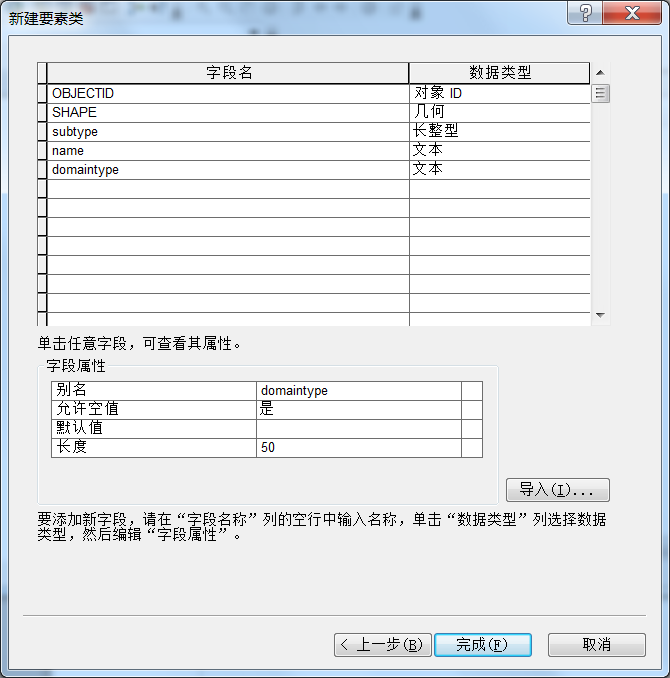 新建要素类
字段名 数据类型
OBJECTID 对象 ID
SHAPE 几何
subtype 长整型
name 文本
domaintype 文本
单击任意字段，可查看其属性。
字段属性
别名 domaintype
允许空值 是
默认值
长度 50
导入(I)...
要添加新字段，请在“字段名称”列的空行中输入名称，单击“数据类型”列选择数据
类型，然后编辑“字段属性”。
< 上一步(B) 完成(F) 取消